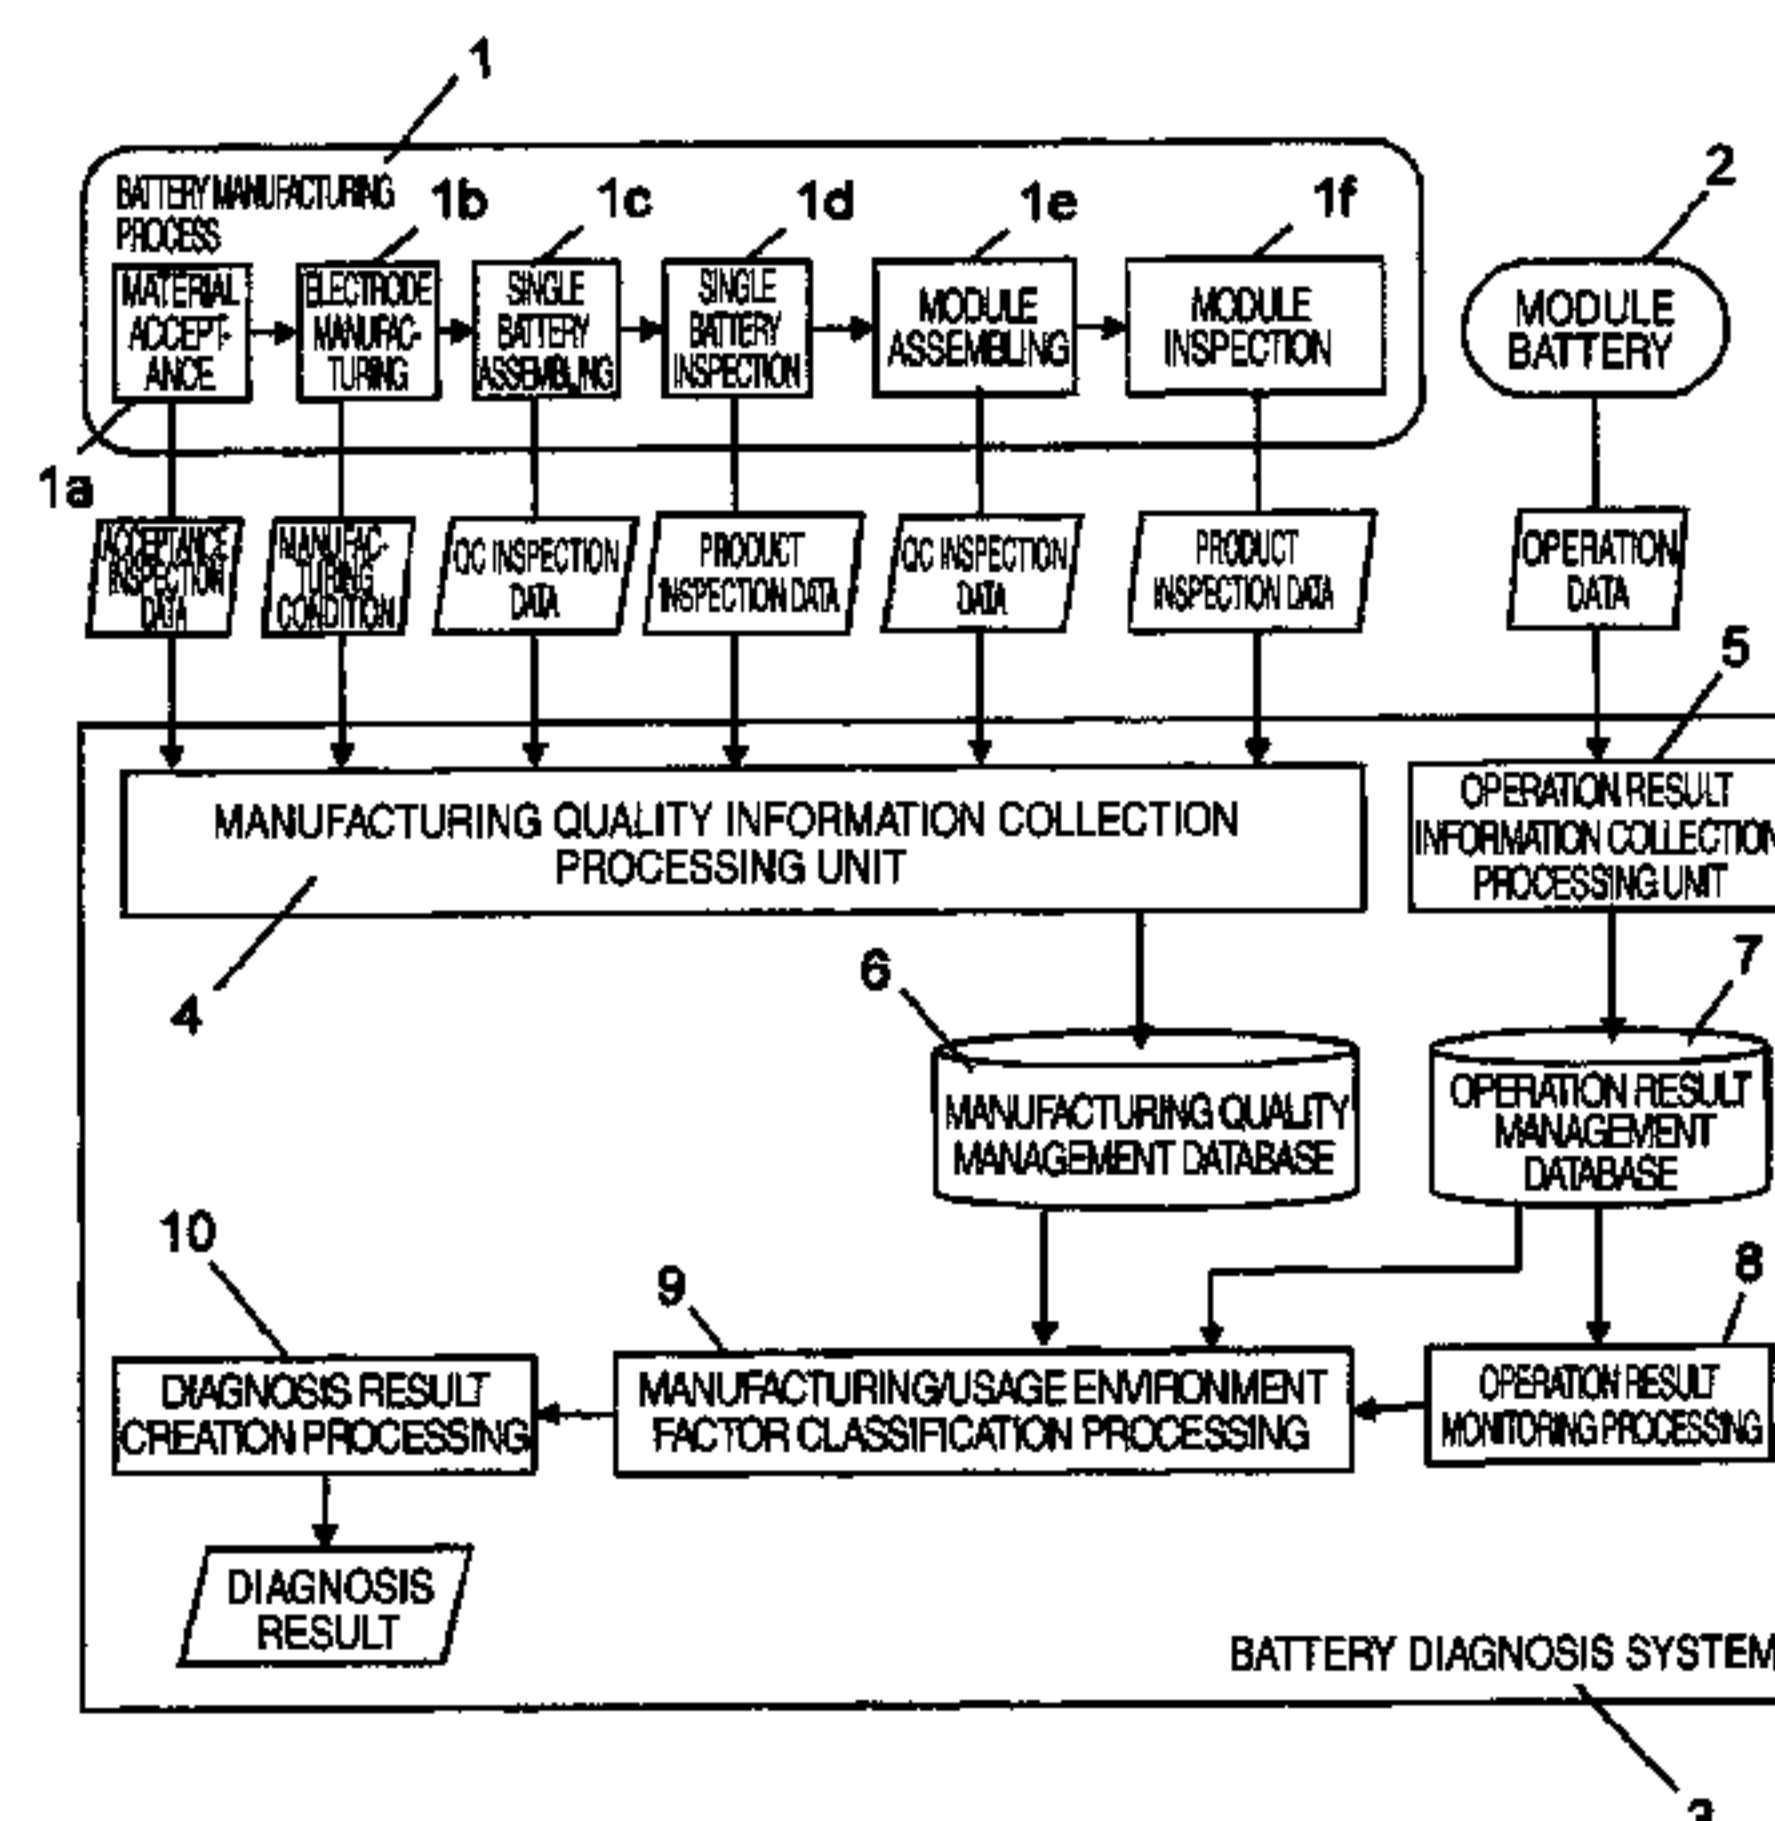 1
BATTERY MANUFACTURING
PROCESS
1b
1c
1d
1e
1f
2
MATERIAL
ACCEPT-
ANCE
ELECTRODE
MANUFAC-
TURING
SINGLE
BATTERY
ASSEMBLING
SINGLE
BATTERY
INSPECTION
MODULE
ASSEMBLING
MODULE
INSPECTION
MODULE
BATTERY
1a
ACCEPTANCE
INSPECTION
DATA
MANUFAC-
TURING
CONDITION
QC INSPECTION
DATA
PRODUCT
INSPECTION DATA
QC INSPECTION
DATA
PRODUCT
INSPECTION DATA
OPERATION
DATA
5
MANUFACTURING QUALITY INFORMATION COLLECTION
PROCESSING UNIT
OPERATION RESULT
INFORMATION COLLECTION
PROCESSING UNIT
4
6
7
MANUFACTURING QUALITY
MANAGEMENT DATABASE
OPERATION RESULT
MANAGEMENT
DATABASE
10
9
8
DIAGNOSIS RESULT
CREATION PROCESSING
MANUFACTURING/USAGE ENVIRONMENT
FACTOR CLASSIFICATION PROCESSING
OPERATION RESULT
MONITORING PROCESSING
DIAGNOSIS
RESULT
BATTERY DIAGNOSIS SYSTEM
3